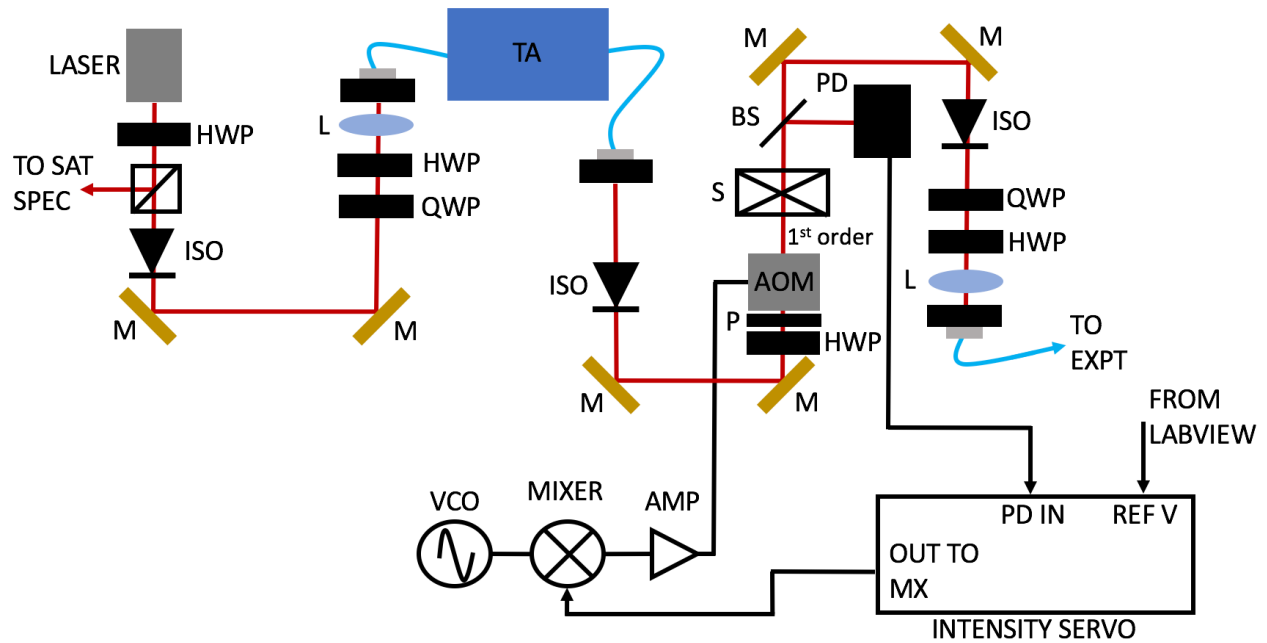 LASER
HWP
TO SAT
SPEC
ISO
M
M
L
HWP
QWP
TA
ISO
M
M
HWP
P
AOM
1st order
S
BS
PD
M
M
ISO
QWP
HWP
L
TO
EXPT
FROM
LABVIEW
VCO
MIXER
AMP
PD IN
REF V
OUT TO
MX
INTENSITY SERVO